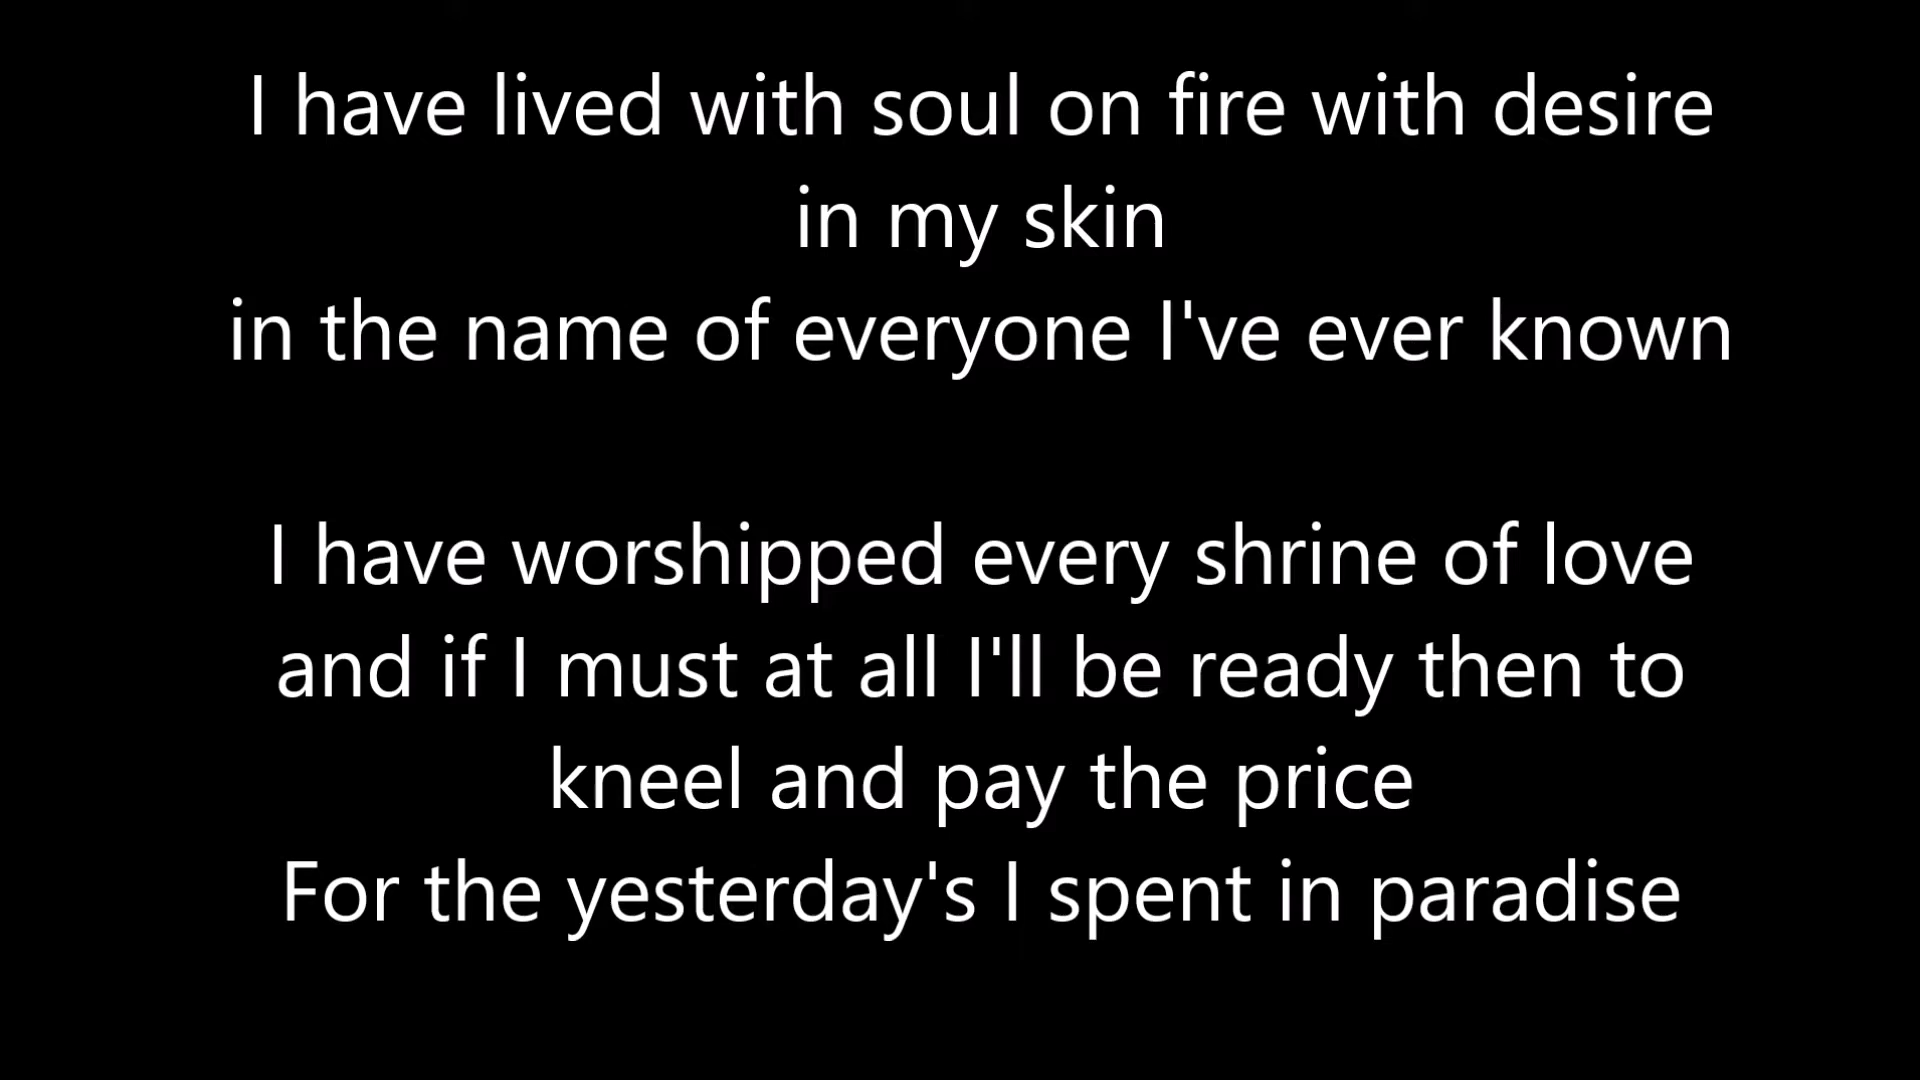 I have lived with soul on fire with desire
in my skin
in the name of everyone I've ever known
I have worshipped every shrine of love
and if I must at all I'll be ready then to
kneel and pay the price
For the yesterday's I spent in paradise